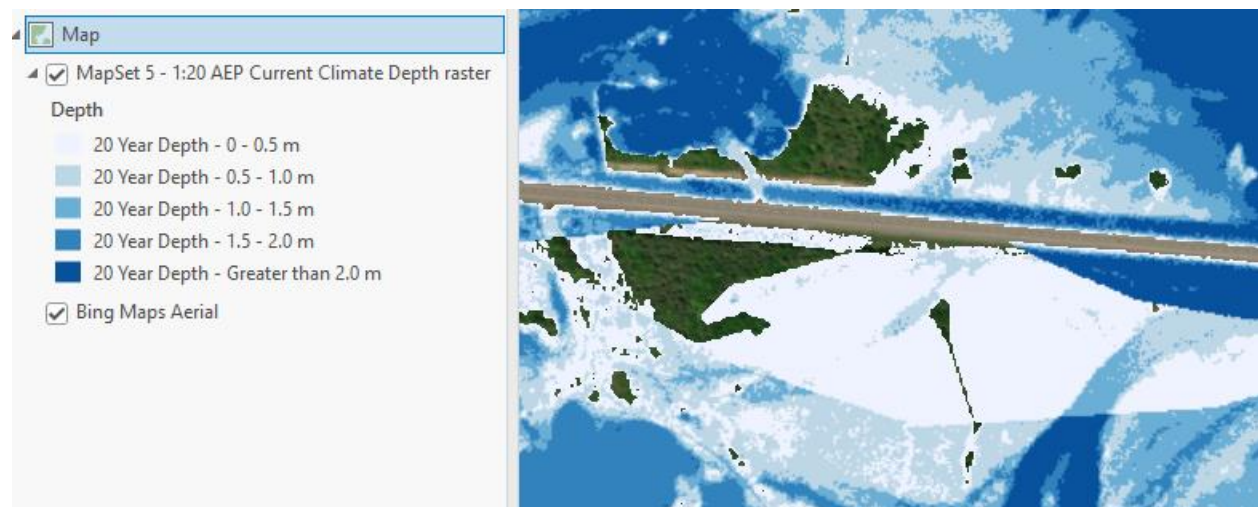 Map
MapSet 5 - 1:20 AEP Current Climate Depth raster
Depth
20 Year Depth - 0 - 0.5 m
20 Year Depth - 0.5 - 1.0 m
20 Year Depth - 1.0 - 1.5 m
20 Year Depth - 1.5 - 2.0 m
20 Year Depth - Greater than 2.0 m
Bing Maps Aerial